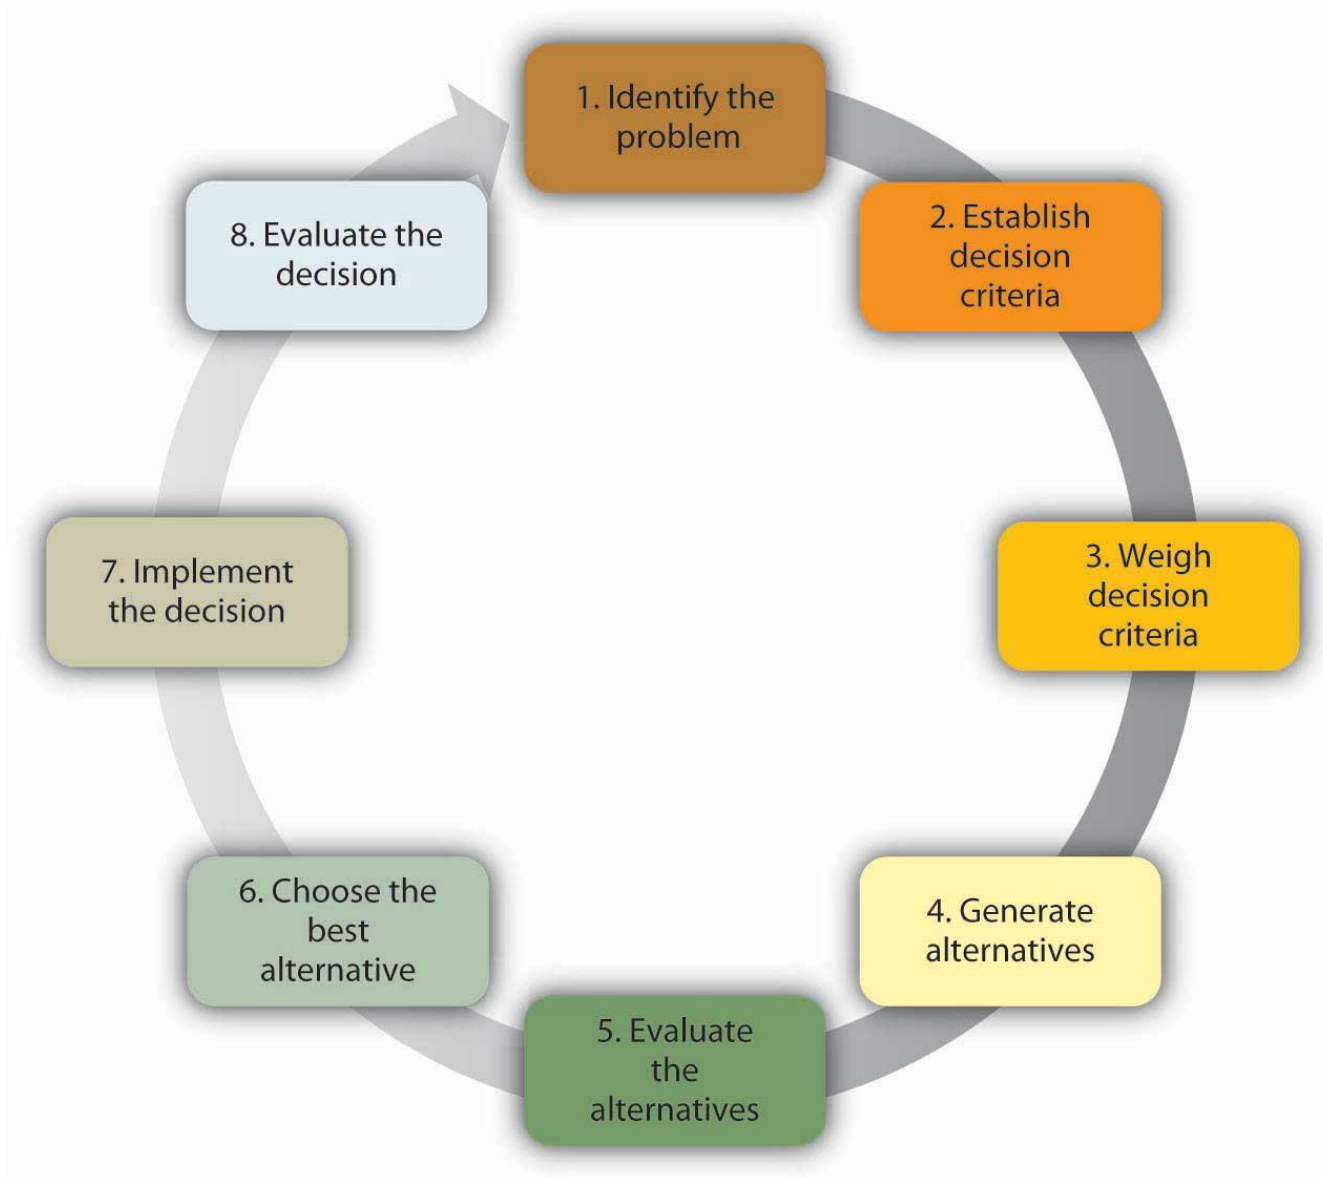 1. Identify the
problem
2. Establish
decision
criteria
3. Weigh
decision
criteria
4. Generate
alternatives
5. Evaluate
the
alternatives
6. Choose the
best
alternative
7. Implement
the decision
8. Evaluate the
decision